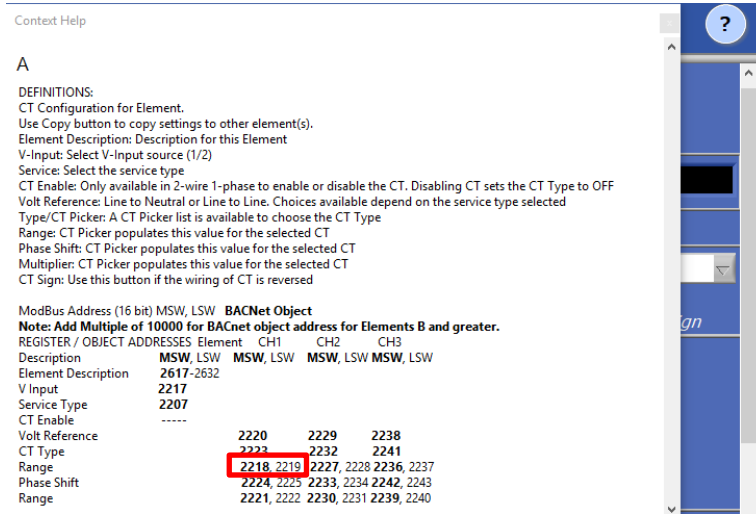 Context Help
?
A
DEFINITIONS:
CT Configuration for Element.
Use Copy button to copy settings to other element(s).
Element Description: Description for this Element
V-Input: Select V-Input source (1/2)
Service: Select the service type
CT Enable: Only available in 2-wire 1-phase to enable or disable the CT. Disabling CT sets the CT Type to OFF
Volt Reference: Line to Neutral or Line to Line. Choices available depend on the service type selected
Type/CT Picker: A CT Picker list is available to choose the CT Type
Range: CT Picker populates this value for the selected CT
Phase Shift: CT Picker populates this value for the selected CT
Multiplier: CT Picker populates this value for the selected CT
CT Sign: Use this button if the wiring of CT is reversed
ign
ModBus Address (16 bit) MSW, LSW BACNet Object
Note: Add Multiple of 10000 for BACnet object address for Elements B and greater.
REGISTER / OBJECT ADDRESSES Element CH1 CH2 CH3
Description MSW, LSW MSW, LSW MSW, LSW MSW, LSW
Element Description 2617-2632
V Input 2217
Service Type 2207
CT Enable -----
Volt Reference 2220 2229 2238
CT Type 2223 2232 2241
Range 2218, 2219 2227, 2228 2236, 2237
Phase Shift 2224, 2225 2233, 2234 2242, 2243
Range 2221, 2222 2230, 2231 2239, 2240